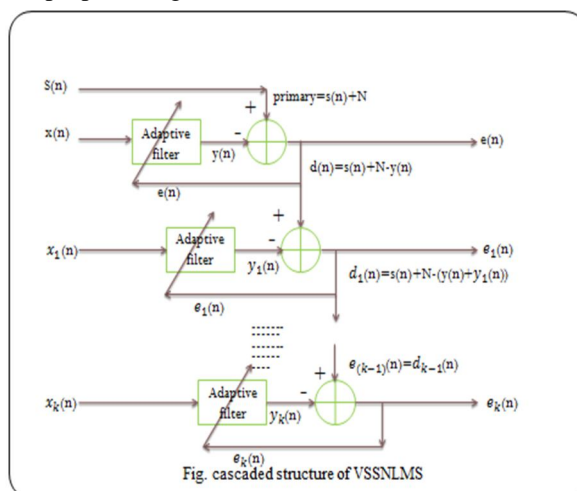 S(n)
primary=s(n)+N
+
x(n)
Adaptive filter
y(n)
-
e(n)
d(n)=s(n)+N-y(n)
e(n)
+
x₁(n)
Adaptive filter
y₁(n)
-
e₁(n)
d₁(n)=s(n)+N-(y(n)+y₁(n))
e₁(n)
e₍ₖ₋₁₎(n)=dₖ₋₁(n)
+
xₖ(n)
Adaptive filter
yₖ(n)
-
eₖ(n)
eₖ(n)
Fig. cascaded structure of VSSNLMS